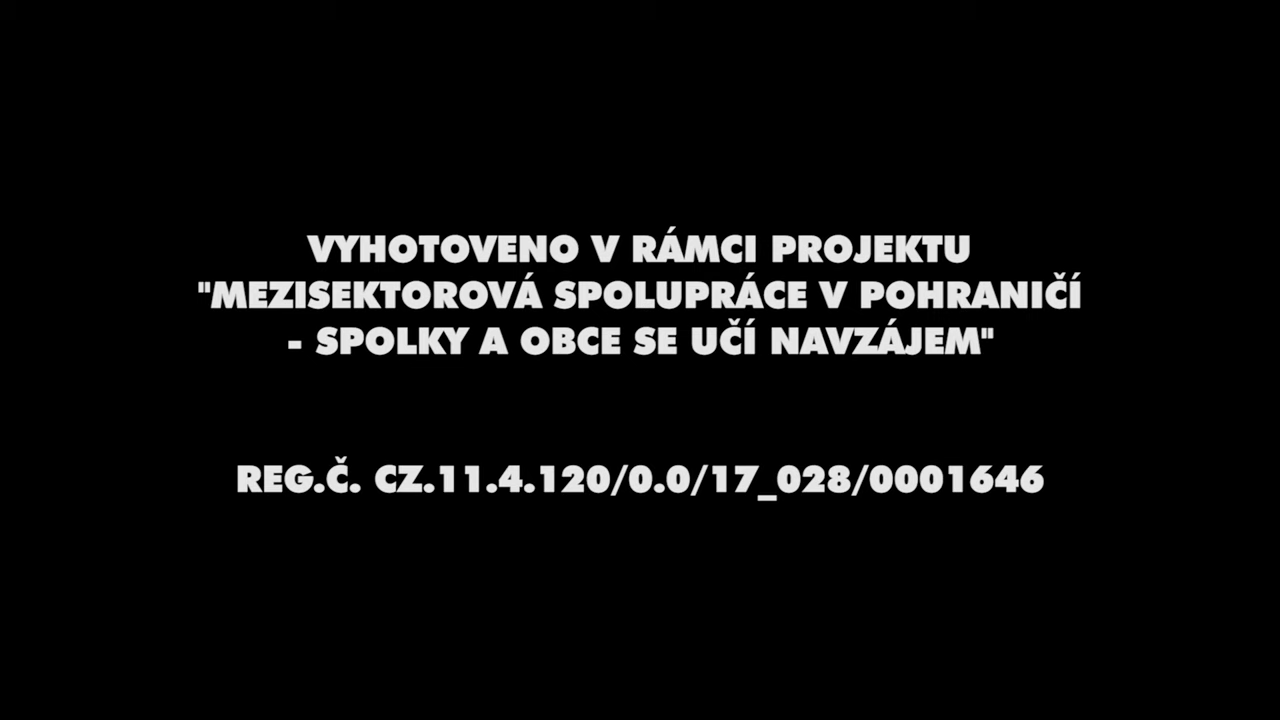 VYHOTOVENO V RÁMCI PROJEKTU
"MEZISEKTOROVÁ SPOLUPRÁCE V POHRANIČÍ
- SPOLKY A OBCE SE UČÍ NAVZÁJEM"
REG.Č. CZ.11.4.120/0.0/17_028/0001646